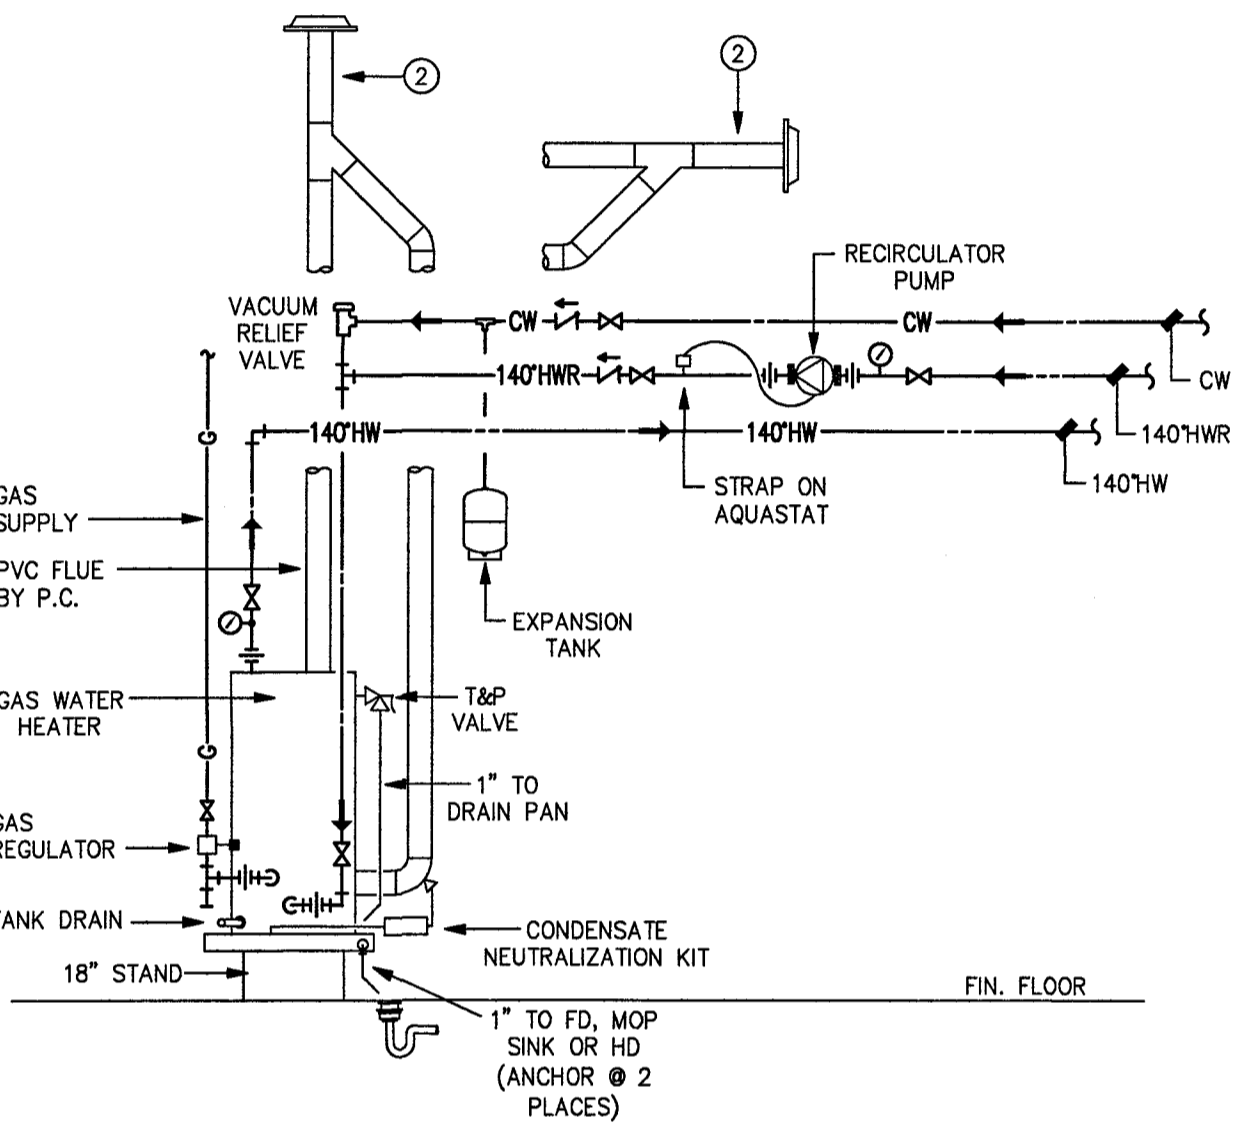 2
2
RECIRCULATOR
PUMP
VACUUM
RELIEF
VALVE
CW
CW
CW
140°HWR
140°HWR
140°HW
140°HW
140°HW
G
GAS
SUPPLY
STRAP ON
AQUASTAT
PVC FLUE
BY P.C.
EXPANSION
TANK
GAS WATER
HEATER
T&P
VALVE
G
1" TO
DRAIN PAN
GAS
REGULATOR
TANK DRAIN
CONDENSATE
NEUTRALIZATION KIT
18" STAND
FIN. FLOOR
1" TO FD, MOP
SINK OR HD
(ANCHOR @ 2
PLACES)